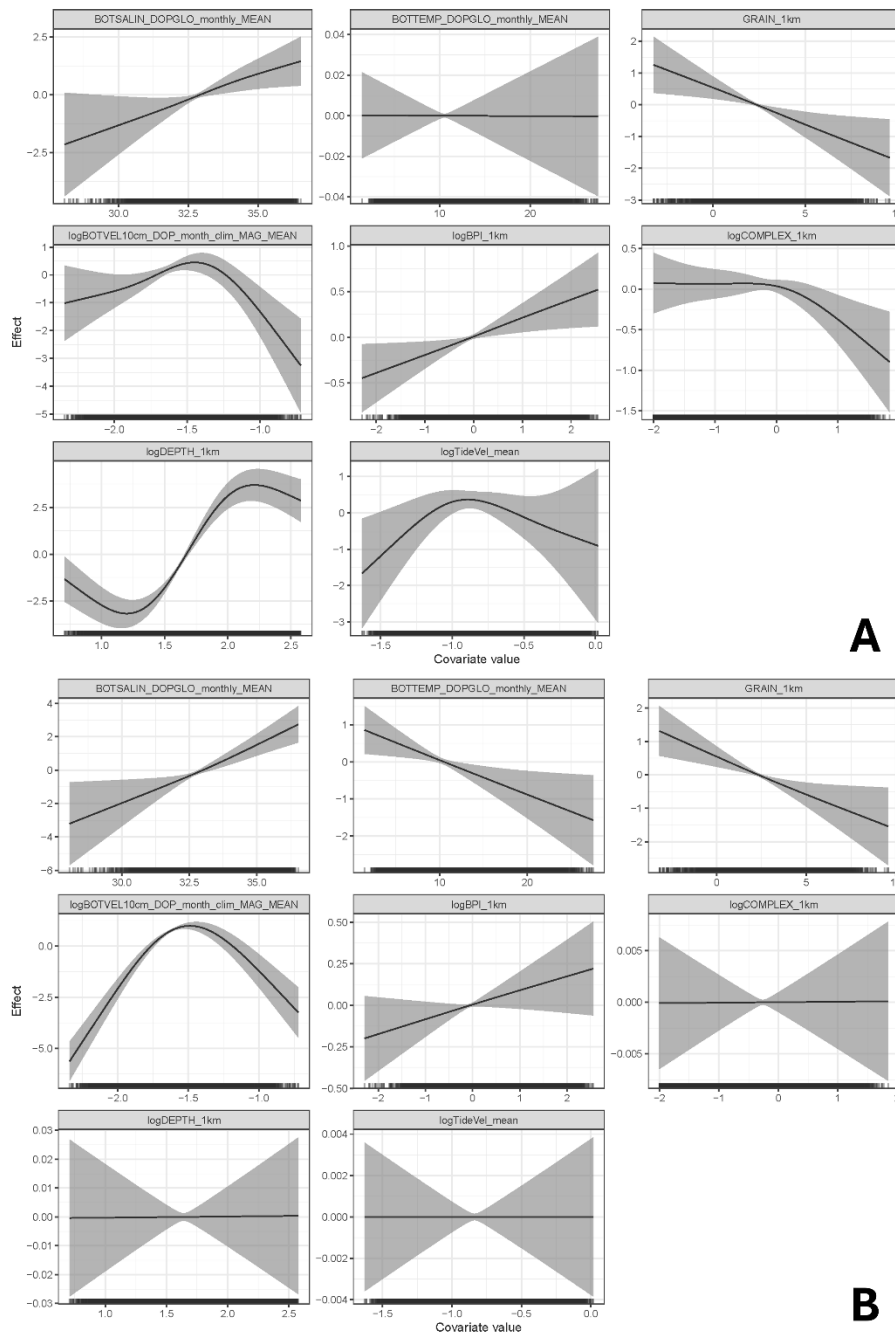 BOTSALIN_DOPGLO_monthly_MEAN BOTTEMP_DOPGLO_monthly_MEAN GRAIN_1km
2.5 0.04 2
0.02 1
0.0 0.00 0
−1
−2.5 −0.02 −2
−0.04 −3
30.0 32.5 35.0 10 20 0 5 1
logBOTVEL10cm_DOP_month_clim_MAG_MEAN logBPI_1km logCOMPLEX_1km
1 1.0 0.5
0
−1 0.5 0.0
−2 −0.5
−3 0.0
−4 −0.5 −1.0
−5 −1.5
−2.0 −1.5 −1.0 −2 −1 0 1 2 −2 −1 0 1 2
Effect
logDEPTH_1km logTideVel_mean
2.5 1
0
0.0 −1
−2
−2.5 −3
1.0 1.5 2.0 2.5 −1.5 −1.0 −0.5 0.0
Covariate value
A
BOTSALIN_DOPGLO_monthly_MEAN BOTTEMP_DOPGLO_monthly_MEAN GRAIN_1km
4 2
2 1 1
0 0 0
−2 −1 −1
−4 −2 −2
−6
30.0 32.5 35.0 10 20 0 5 1
logBOTVEL10cm_DOP_month_clim_MAG_MEAN logBPI_1km logCOMPLEX_1km
0.50 0.005
0.0 0.25
−2.5 0.00 0.000
−5.0 −0.25 −0.005
−0.50
−2.0 −1.5 −1.0 −2 −1 0 1 2 −2 −1 0 1 2
Effect
logDEPTH_1km logTideVel_mean
0.03 0.004
0.02 0.002
0.01
0.00 0.000
−0.01
−0.02 −0.002
−0.03 −0.004
1.0 1.5 2.0 2.5 −1.5 −1.0 −0.5 0.0
Covariate value
B